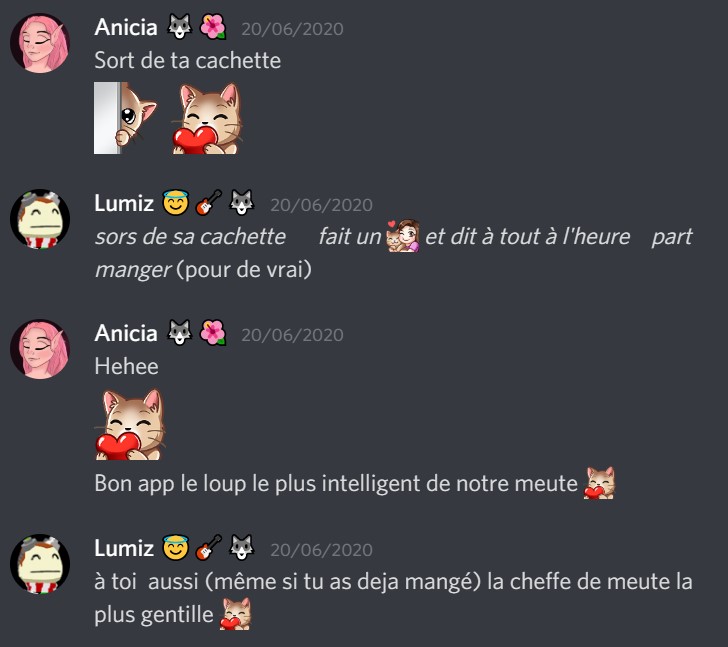 Anicia 🐺 🌺 20/06/2020
Sort de ta cachette
Lumiz 😇 🎸 🐺 20/06/2020
sors de sa cachette fait un et dit à tout à l'heure part
manger (pour de vrai)
Anicia 🐺 🌺 20/06/2020
Hehee
Bon app le loup le plus intelligent de notre meute
Lumiz 😇 🎸 🐺 20/06/2020
à toi aussi (même si tu as deja mangé) la cheffe de meute la
plus gentille